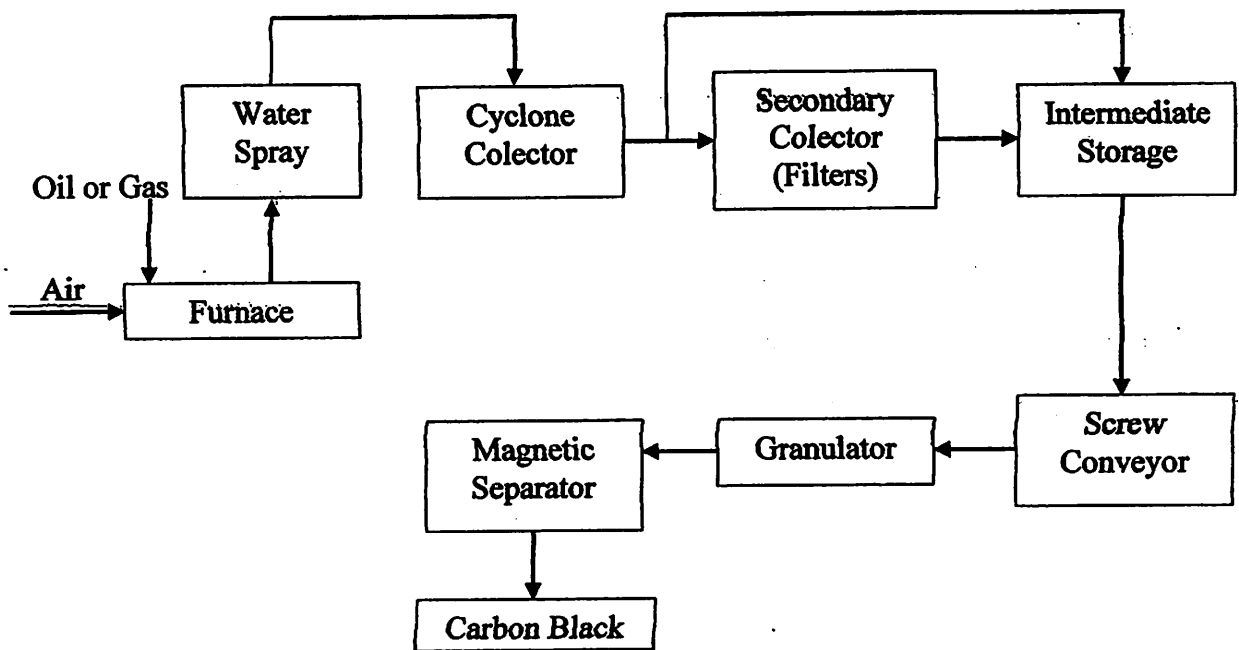 Water
Spray
Cyclone
Colector
Secondary
Colector
(Filters)
Intermediate
Storage
Oil or Gas
Air
Furnace
Screw
Conveyor
Granulator
Magnetic
Separator
Carbon Black